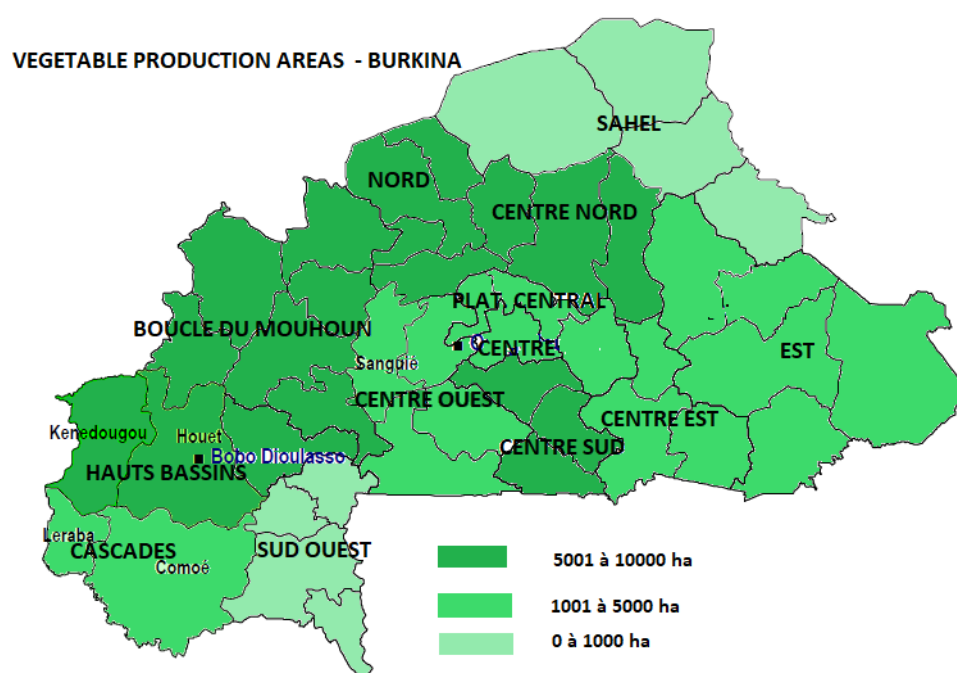 VEGETABLE PRODUCTION AREAS - BURKINA
SAHEL
NORD
CENTRE NORD
PLAT. CENTRAL
BOUCLE DU MOUHOUN
CENTRE
EST
Sanguié
CENTRE OUEST
CENTRE EST
Kenedougou
Houet
CENTRE SUD
Bobo Dioulasso
HAUTS BASSINS
Leraba
CASCADES
SUD OUEST
Comoé
5001 à 10000 ha
1001 à 5000 ha
0 à 1000 ha